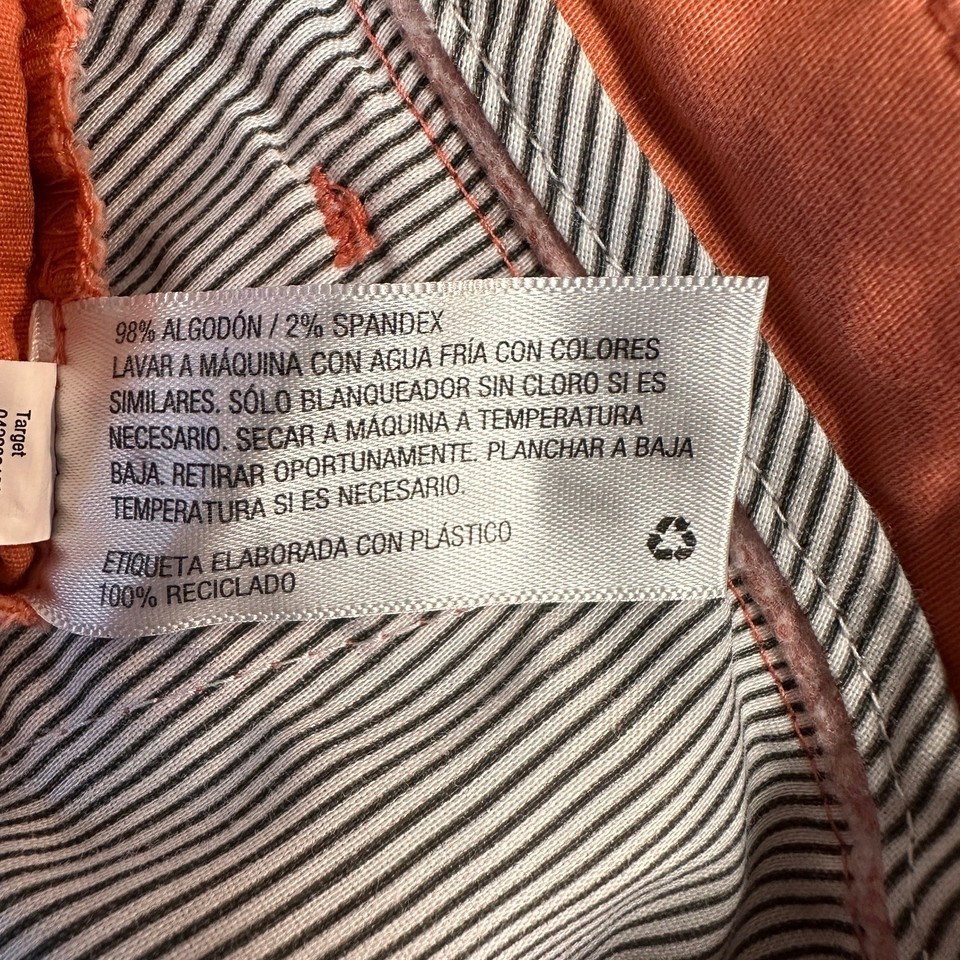 98% ALGODÓN / 2% SPANDEX
LAVAR A MÁQUINA CON AGUA FRÍA CON COLORES
SIMILARES. SÓLO BLANQUEADOR SIN CLORO SI ES
NECESARIO. SECAR A MÁQUINA A TEMPERATURA
BAJA. RETIRAR OPORTUNAMENTE. PLANCHAR A BAJA
TEMPERATURA SI ES NECESARIO.
ETIQUETA ELABORADA CON PLÁSTICO
100% RECICLADO
Target